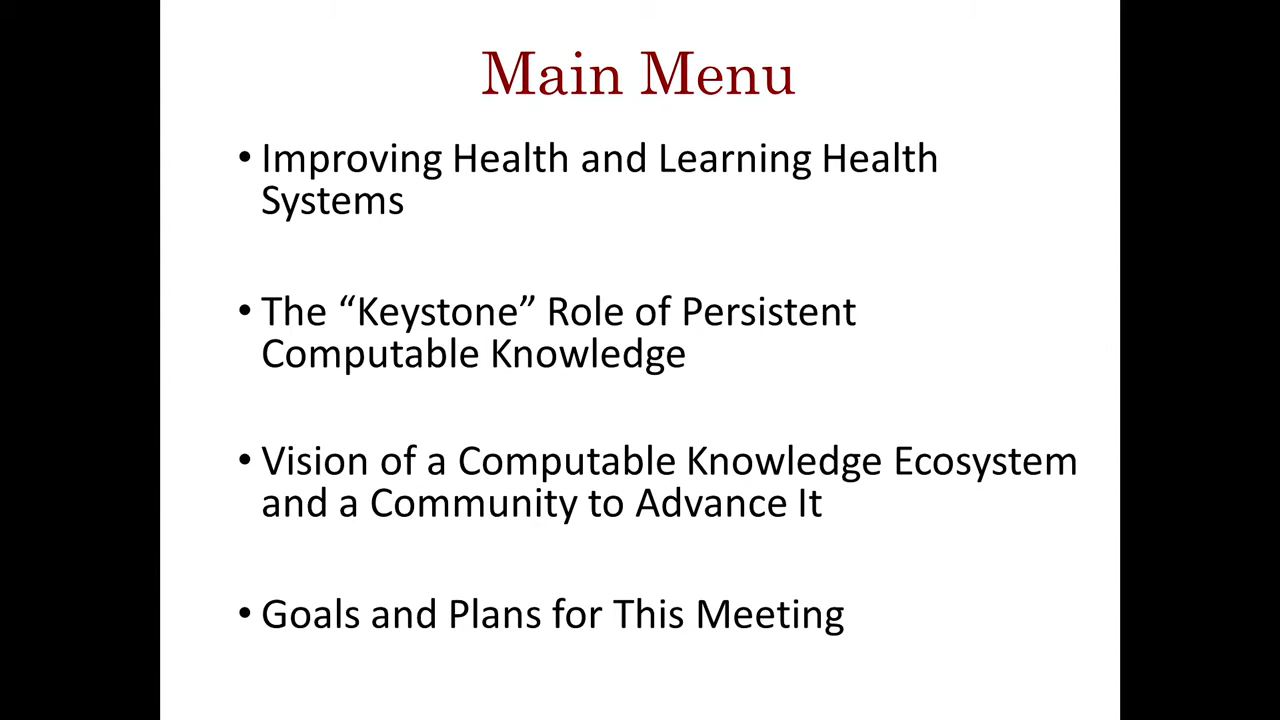 Main Menu
• Improving Health and Learning Health
Systems
• The “Keystone” Role of Persistent
Computable Knowledge
• Vision of a Computable Knowledge Ecosystem
and a Community to Advance It
• Goals and Plans for This Meeting